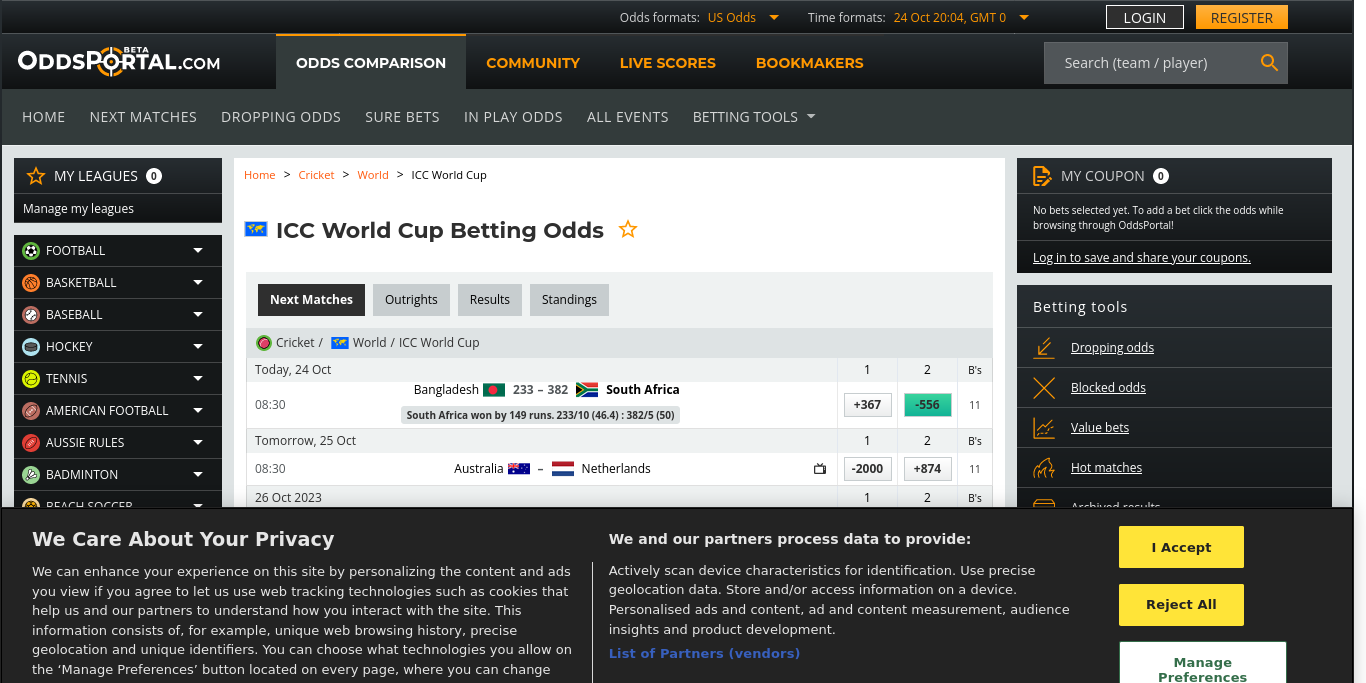 Odds formats: US Odds
Time formats: 24 Oct 20:04, GMT 0
LOGIN
REGISTER
ODDSPORTAL.COM
BETA
ODDS COMPARISON
COMMUNITY
LIVE SCORES
BOOKMAKERS
Search (team / player)
HOME
NEXT MATCHES
DROPPING ODDS
SURE BETS
IN PLAY ODDS
ALL EVENTS
BETTING TOOLS
MY LEAGUES 0
Manage my leagues
FOOTBALL
BASKETBALL
BASEBALL
HOCKEY
TENNIS
AMERICAN FOOTBALL
AUSSIE RULES
BADMINTON
BEACH SOCCER
Home > Cricket > World > ICC World Cup
ICC World Cup Betting Odds
Next Matches
Outrights
Results
Standings
Cricket / World / ICC World Cup
Today, 24 Oct 1 2 B's
Bangladesh 233 – 382 South Africa
08:30 +367 -556 11
South Africa won by 149 runs. 233/10 (46.4) : 382/5 (50)
Tomorrow, 25 Oct 1 2 B's
08:30 Australia – Netherlands -2000 +874 11
26 Oct 2023 1 2 B's
MY COUPON 0
No bets selected yet. To add a bet click the odds while
browsing through OddsPortal!
Log in to save and share your coupons.
Betting tools
Dropping odds
Blocked odds
Value bets
Hot matches
Archived results
We Care About Your Privacy
We can enhance your experience on this site by personalizing the content and ads
you view if you agree to let us use web tracking technologies such as cookies that
help us and our partners to understand how you interact with the site. This
information consists of, for example, unique web browsing history, precise
geolocation and unique identifiers. You can choose what technologies you allow on
the ‘Manage Preferences’ button located on every page, where you can change
We and our partners process data to provide:
Actively scan device characteristics for identification. Use precise
geolocation data. Store and/or access information on a device.
Personalised ads and content, ad and content measurement, audience
insights and product development.
List of Partners (vendors)
I Accept
Reject All
Manage
Preferences